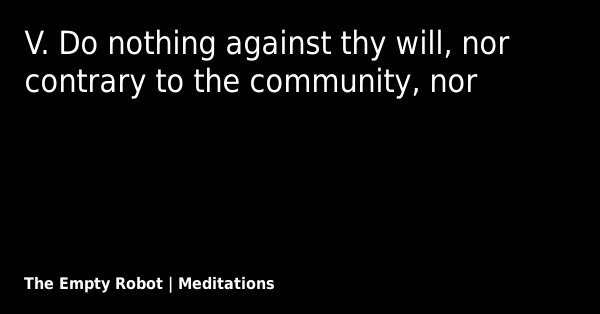 V. Do nothing against thy will, nor
contrary to the community, nor
The Empty Robot | Meditations